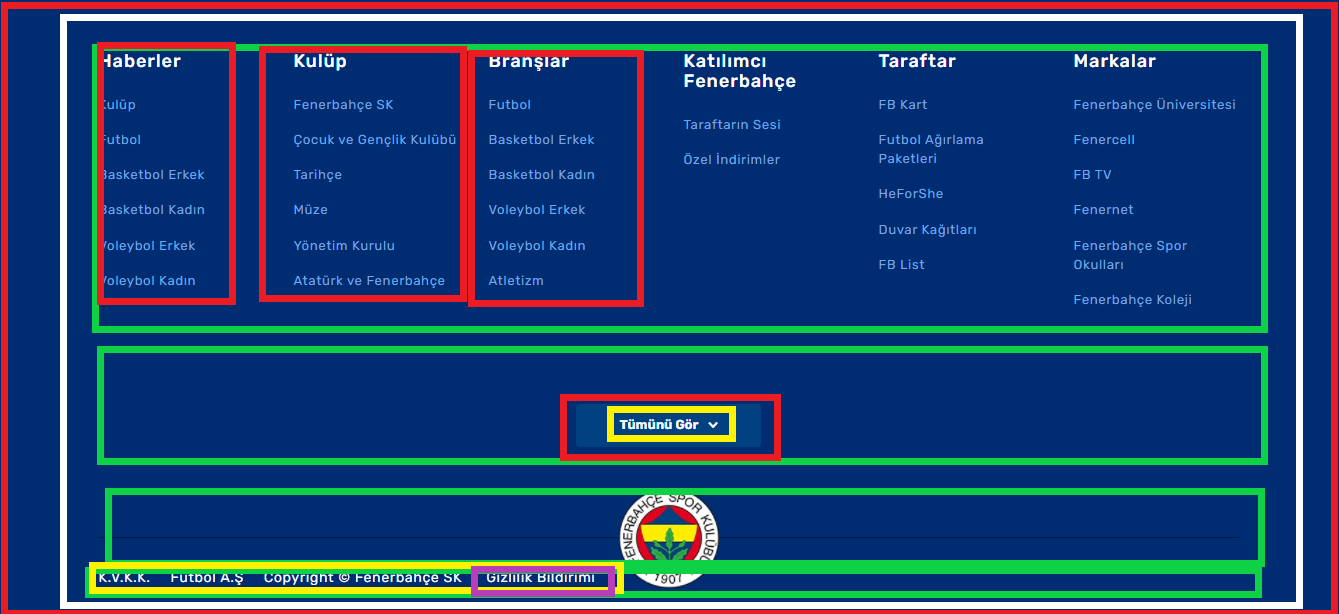 Haberler
Kulüp
Futbol
Basketbol Erkek
Basketbol Kadın
Voleybol Erkek
Voleybol Kadın
Kulüp
Fenerbahçe SK
Çocuk ve Gençlik Kulübü
Tarihçe
Müze
Yönetim Kurulu
Atatürk ve Fenerbahçe
Branşlar
Futbol
Basketbol Erkek
Basketbol Kadın
Voleybol Erkek
Voleybol Kadın
Atletizm
Katılımcı
Fenerbahçe
Taraftarın Sesi
Özel İndirimler
Taraftar
FB Kart
Futbol Ağırlama
Paketleri
HeForShe
Duvar Kağıtları
FB List
Markalar
Fenerbahçe Üniversitesi
Fenercell
FB TV
Fenernet
Fenerbahçe Spor
Okulları
Fenerbahçe Koleji
Tümünü Gör
FENERBAHÇE SPOR KULÜBÜ
1907
K.V.K.K. Futbol A.Ş Copyright © Fenerbahçe SK Gizlilik Bildirimi